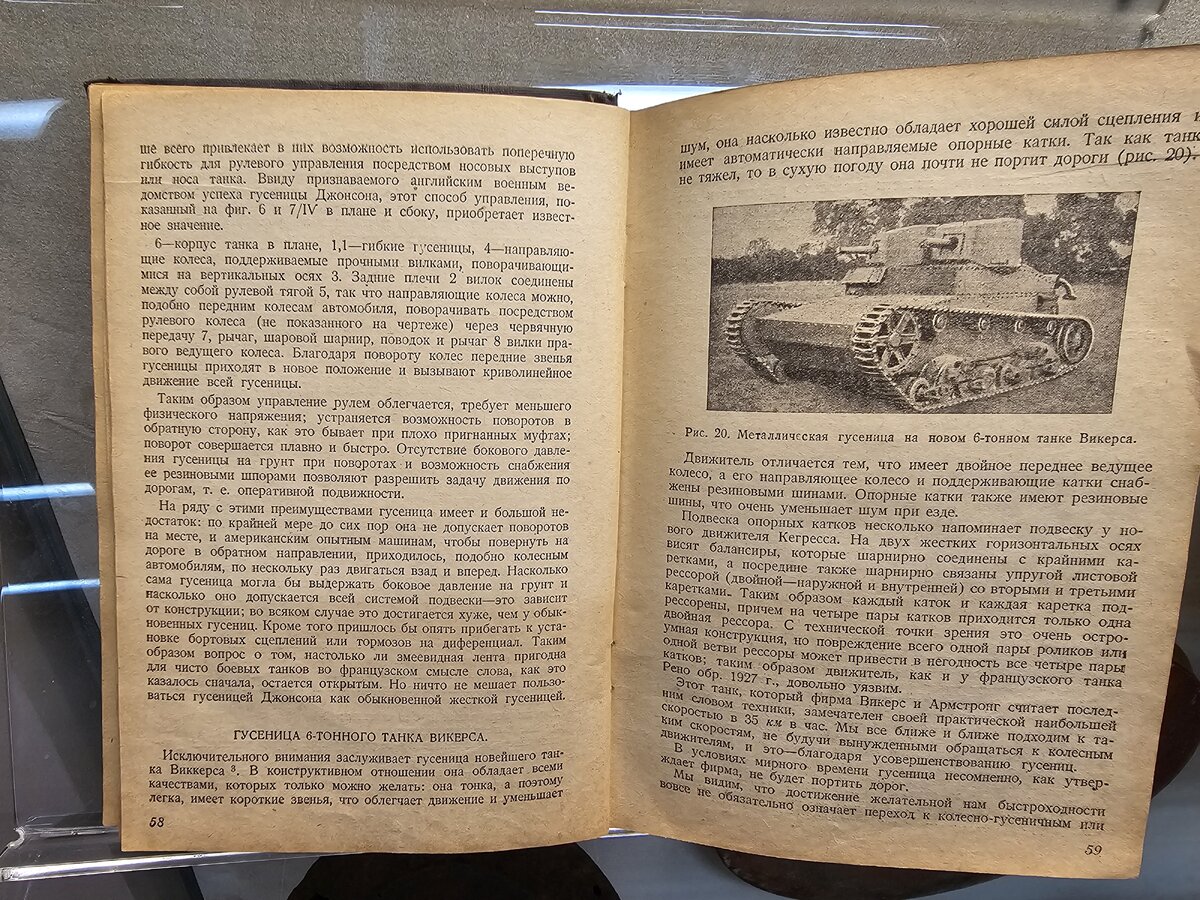 ше всего привлекает в них возможность использовать поперечную
гибкость для рулевого управления посредством носовых выступов
или носа танка. Ввиду признаваемого английским военным ве-
домством успеха гусеницы Джонсона, этот способ управления, по-
казанный на фиг. 6 и 7/IV в плане и сбоку, приобретает извест-
ное значение.
6—корпус танка в плане, 1,1—гибкие гусеницы, 4—направляю-
щие колеса, поддерживаемые прочными вилками, поворачивающи-
мися на вертикальных осях 3. Задние плечи 2 вилок соединены
между собой рулевой тягой 5, так что направляющие колеса можно,
подобно передним колесам автомобиля, поворачивать посредством
рулевого колеса (не показанного на чертеже) через червячную
передачу 7, рычаг, шаровой шарнир, поводок и рычаг 8 вилки пра-
вого ведущего колеса. Благодаря повороту колес передние звенья
гусеницы приходят в новое положение и вызывают криволинейное
движение всей гусеницы.
Таким образом управление рулем облегчается, требует меньшего
физического напряжения; устраняется возможность поворотов в
обратную сторону, как это бывает при плохо пригнанных муфтах;
поворот совершается плавно и быстро. Отсутствие бокового давле-
ния гусеницы на грунт при поворотах и возможность снабжения
ее резиновыми шпорами позволяют разрешить задачу движения по
дорогам, т. е. оперативной подвижности.
На ряду с этими преимуществами гусеница имеет и большой не-
достаток: по крайней мере до сих пор она не допускает поворотов
на месте, и американским опытным машинам, чтобы повернуть на
дороге в обратном направлении, приходилось, подобно колесным
автомобилям, по нескольку раз двигаться взад и вперед. Насколько
сама гусеница могла бы выдержать боковое давление на грунт и
насколько оно допускается всей системой подвески—это зависит
от конструкции; во всяком случае это достигается хуже, чем у обык-
новенных гусениц. Кроме того пришлось бы опять прибегать к уста-
новке бортовых сцеплений или тормозов на диференциал. Таким
образом вопрос о том, настолько ли змеевидная лента пригодна
для чисто боевых танков во французском смысле слова, как это
казалось сначала, остается открытым. Но ничто не мешает пользо-
ваться гусеницей Джонсона как обыкновенной жесткой гусеницей.
ГУСЕНИЦА 6-ТОННОГО ТАНКА ВИКЕРСА.
Исключительного внимания заслуживает гусеница новейшего тан-
ка Виккерса ³. В конструктивном отношении она обладает всеми
качествами, которых только можно желать: она тонка, а поэтому
легка, имеет короткие звенья, что облегчает движение и уменьшает
58
шум, она насколько известно обладает хорошей силой сцепления и
имеет автоматически направляемые опорные катки. Так как танк
не тяжел, то в сухую погоду она почти не портит дороги (рис. 20).
Рис. 20. Металлическая гусеница на новом 6-тонном танке Викерса.
Движитель отличается тем, что имеет двойное переднее ведущее
колесо, а его направляющее колесо и поддерживающие катки снаб-
жены резиновыми шинами. Опорные катки также имеют резиновые
шины, что очень уменьшает шум при езде.
Подвеска опорных катков несколько напоминает подвеску у но-
вого движителя Кегресса. На двух жестких горизонтальных осях
висят балансиры, которые шарнирно соединены с крайними ка-
ретками, а посредине также шарнирно связаны упругой листовой
рессорой (двойной—наружной и внутренней) со вторыми и третьими
каретками. Таким образом каждый каток и каждая каретка под-
рессорены, причем на четыре пары катков приходится только одна
двойная рессора. С технической точки зрения это очень остро-
умная конструкция, но повреждение всего одной пары роликов или
одной ветви рессоры может привести в негодность все четыре пары
катков; таким образом движитель, как и у французского танка
Рено обр. 1927 г., довольно уязвим.
Этот танк, который фирма Викерс и Армстронг считает послед-
ним словом техники, замечателен своей практической наибольшей
скоростью в 35 км в час. Мы все ближе и ближе подходим к та-
ким скоростям, не будучи вынужденными обращаться к колесным
движителям, и это—благодаря усовершенствованию гусениц.
В условиях мирного времени гусеница несомненно, как утвер-
ждает фирма, не будет портить дорог.
Мы видим, что достижение желательной нам быстроходности
вовсе не обязательно означает переход к колесно-гусеничным или
59